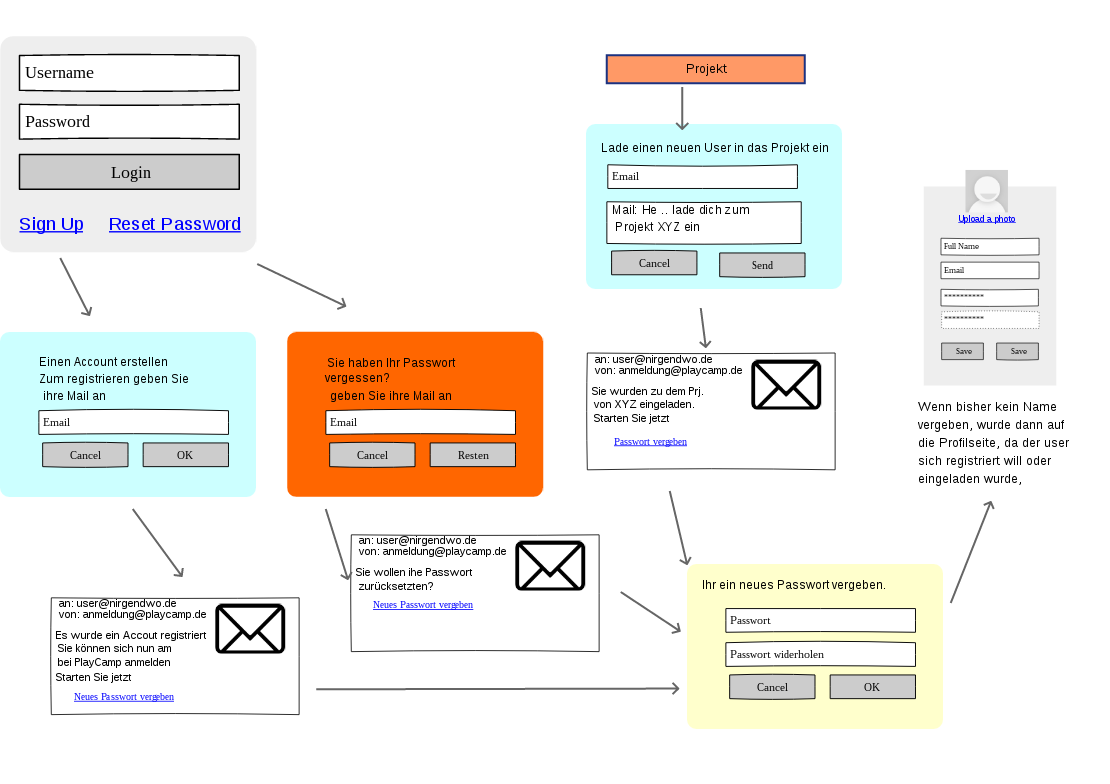 Username
Password
Login
Sign Up Reset Password
Projekt
Lade einen neuen User in das Projekt ein
Email
Mail: He .. lade dich zum
Projekt XYZ ein
Cancel Send
Upload a photo
Full Name
Email
**********
**********
Save Save
Wenn bisher kein Name
vergeben, wurde dann auf
die Profilseite, da der user
sich registriert will oder
eingeladen wurde,
Einen Account erstellen
Zum registrieren geben Sie
ihre Mail an
Email
Cancel OK
Sie haben Ihr Passwort
vergessen?
geben Sie ihre Mail an
Email
Cancel Resten
an: user@nirgendwo.de
von: anmeldung@playcamp.de
Sie wurden zu dem Prj.
von XYZ eingeladen.
Starten Sie jetzt
Passwort vergeben
an: user@nirgendwo.de
von: anmeldung@playcamp.de
Sie wollen ihe Passwort
zurücksetzten?
Neues Passwort vergeben
an: user@nirgendwo.de
von: anmeldung@playcamp.de
Es wurde ein Accout registriert
Sie können sich nun am
bei PlayCamp anmelden
Starten Sie jetzt
Neues Passwort vergeben
Ihr ein neues Passwort vergeben.
Passwort
Passwort widerholen
Cancel OK